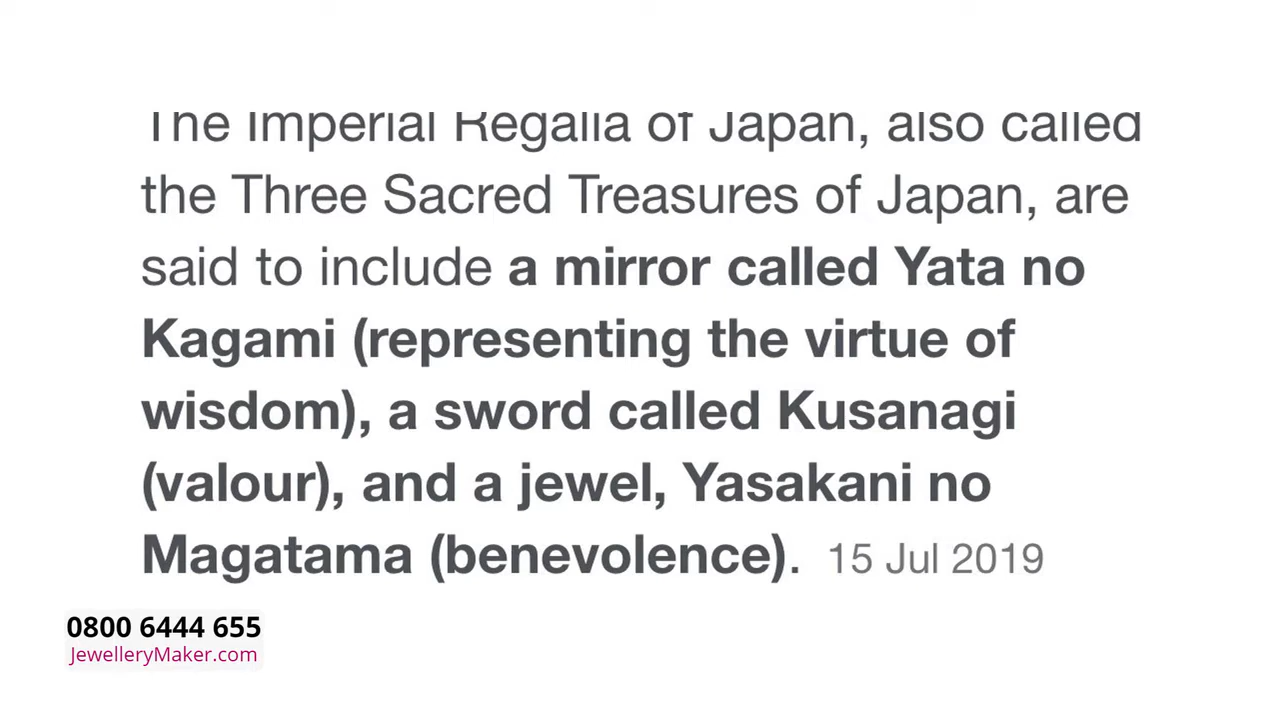 The Imperial Regalia of Japan, also called
the Three Sacred Treasures of Japan, are
said to include a mirror called Yata no
Kagami (representing the virtue of
wisdom), a sword called Kusanagi
(valour), and a jewel, Yasakani no
Magatama (benevolence). 15 Jul 2019
0800 6444 655
JewelleryMaker.com